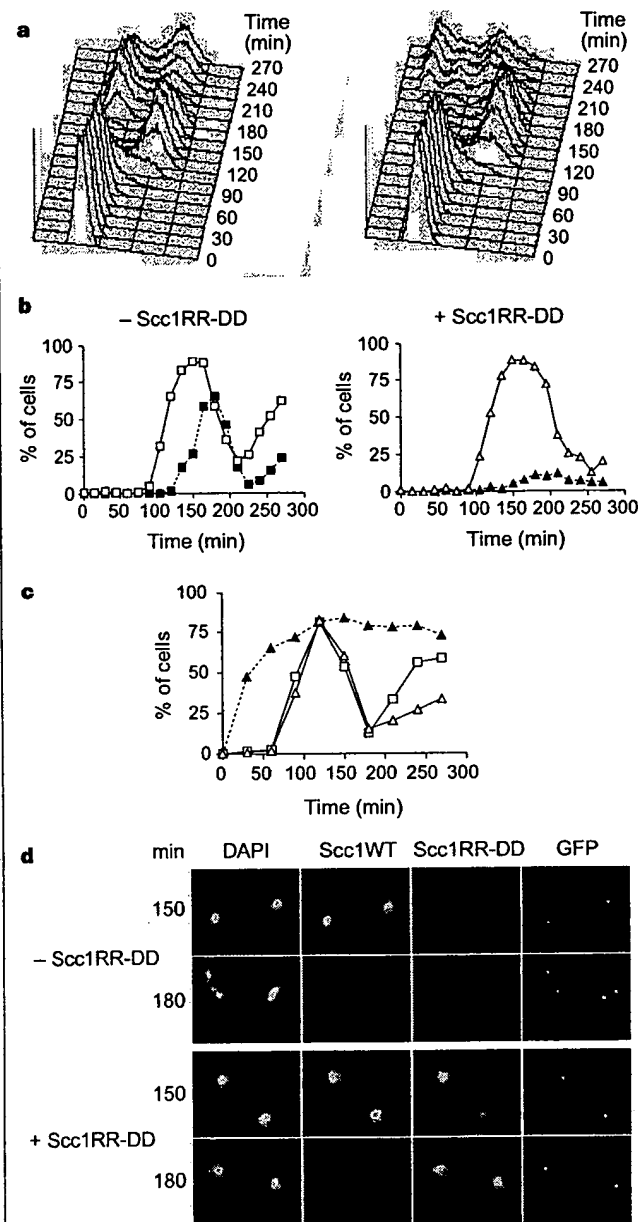 a
Time
(min)
270
240
210
180
150
120
90
60
30
0
Time
(min)
270
240
210
180
150
120
90
60
30
0
b
– Scc1RR-DD
100
75
50
25
0
% of cells
0 50 100 150 200 250 300
Time (min)
+ Scc1RR-DD
100
75
50
25
0
% of cells
0 50 100 150 200 250 300
Time (min)
c
100
75
50
25
0
% of cells
0 50 100 150 200 250 300
Time (min)
d
min DAPI Scc1WT Scc1RR-DD GFP
150
– Scc1RR-DD
180
150
+ Scc1RR-DD
180